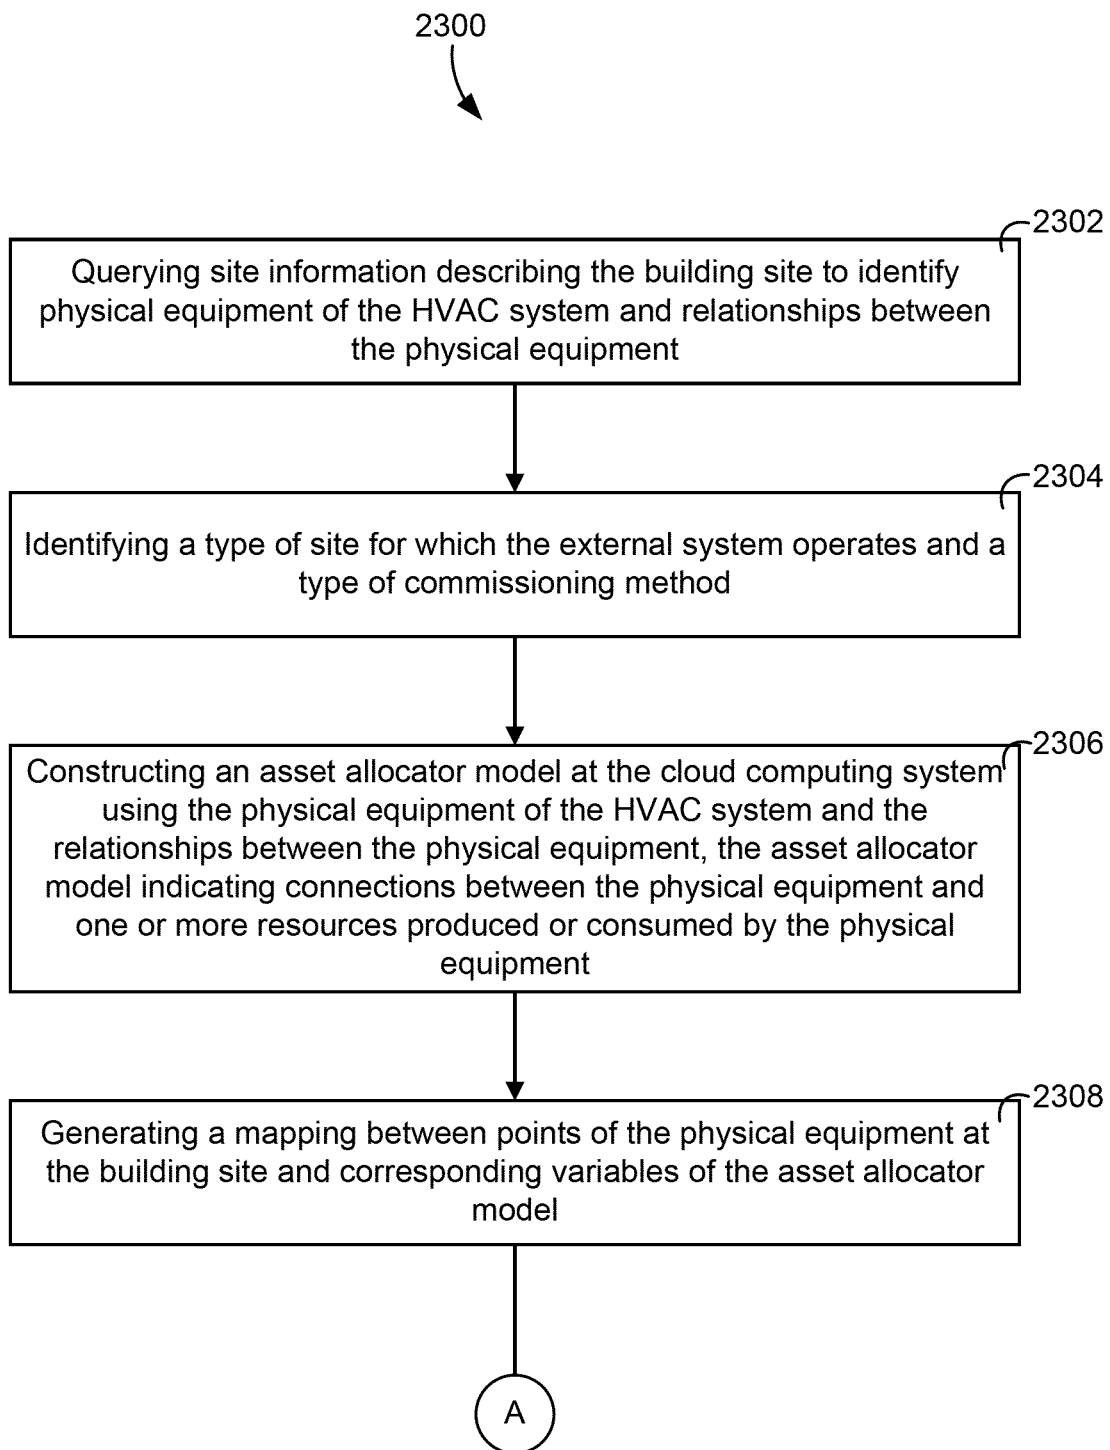 2300
2302
Querying site information describing the building site to identify
physical equipment of the HVAC system and relationships between
the physical equipment
2304
Identifying a type of site for which the external system operates and a
type of commissioning method
2306
Constructing an asset allocator model at the cloud computing system
using the physical equipment of the HVAC system and the
relationships between the physical equipment, the asset allocator
model indicating connections between the physical equipment and
one or more resources produced or consumed by the physical
equipment
2308
Generating a mapping between points of the physical equipment at
the building site and corresponding variables of the asset allocator
model
A